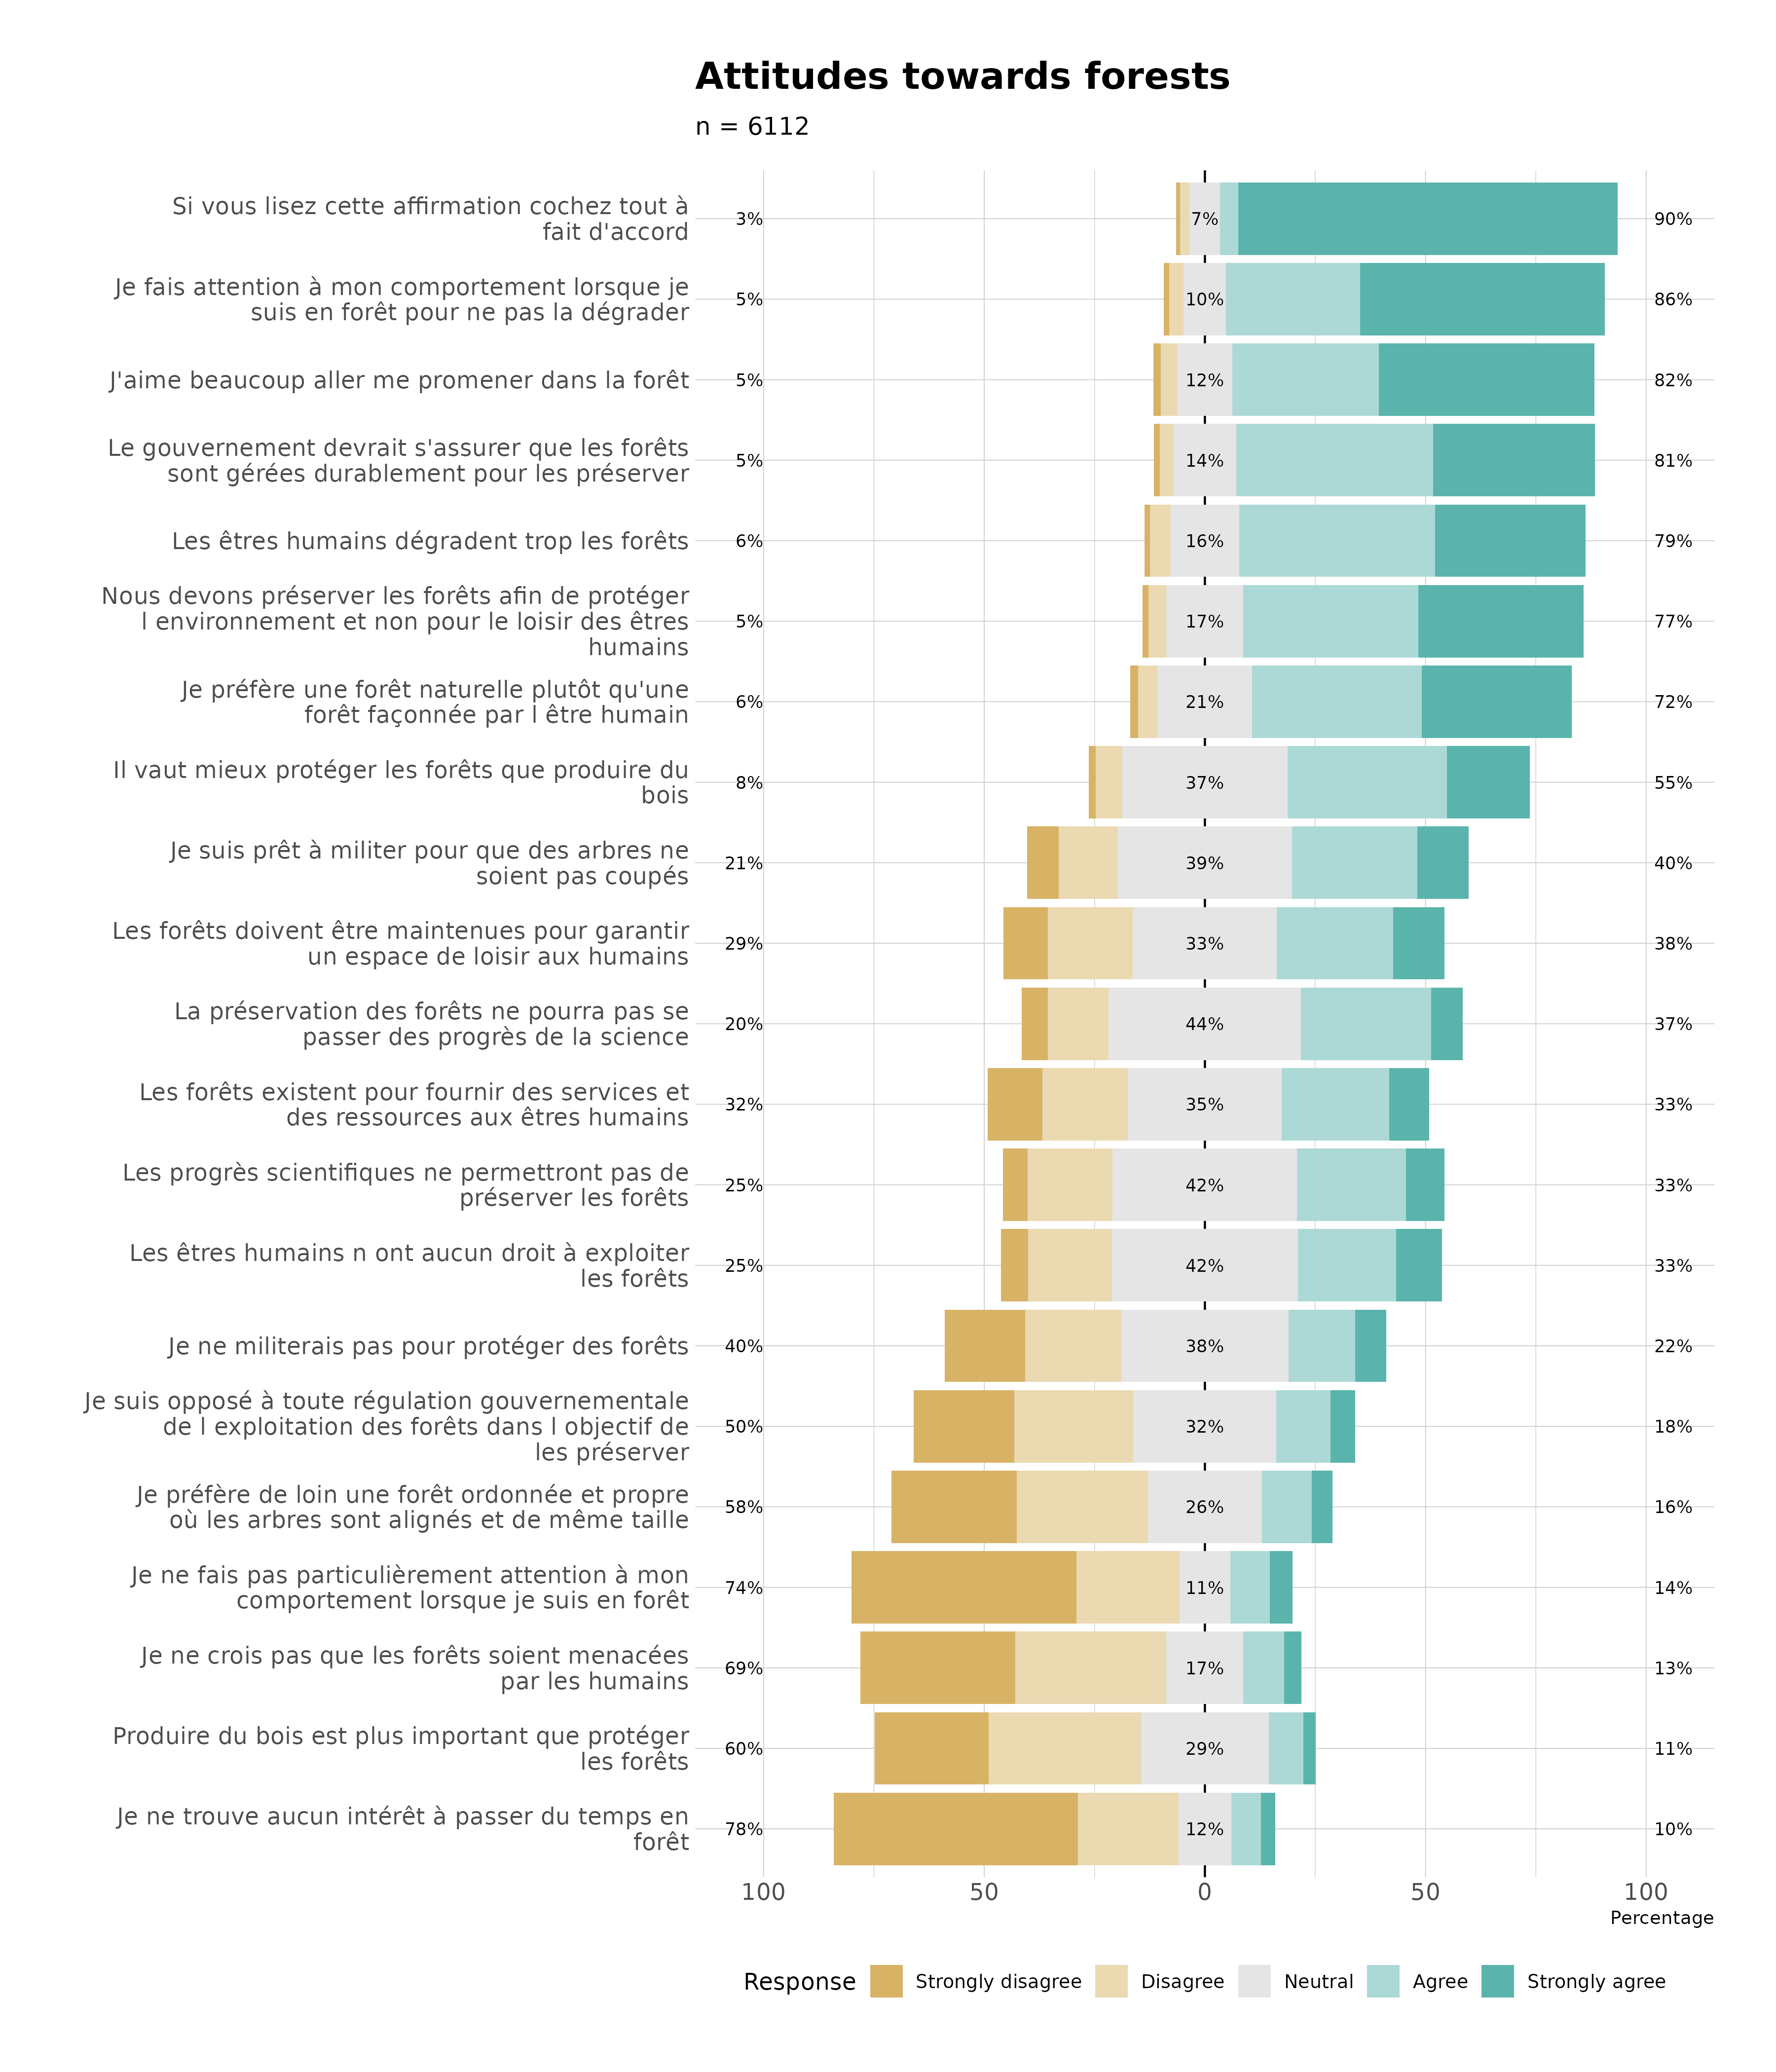 Attitudes towards forests
n = 6112
Si vous lisez cette affirmation cochez tout à
fait d'accord
3%
7%
90%
Je fais attention à mon comportement lorsque je
suis en forêt pour ne pas la dégrader
5%
10%
86%
J'aime beaucoup aller me promener dans la forêt
5%
12%
82%
Le gouvernement devrait s'assurer que les forêts
sont gérées durablement pour les préserver
5%
14%
81%
Les êtres humains dégradent trop les forêts
6%
16%
79%
Nous devons préserver les forêts afin de protéger
l environnement et non pour le loisir des êtres
humains
5%
17%
77%
Je préfère une forêt naturelle plutôt qu'une
forêt façonnée par l être humain
6%
21%
72%
Il vaut mieux protéger les forêts que produire du
bois
8%
37%
55%
Je suis prêt à militer pour que des arbres ne
soient pas coupés
21%
39%
40%
Les forêts doivent être maintenues pour garantir
un espace de loisir aux humains
29%
33%
38%
La préservation des forêts ne pourra pas se
passer des progrès de la science
20%
44%
37%
Les forêts existent pour fournir des services et
des ressources aux êtres humains
32%
35%
33%
Les progrès scientifiques ne permettront pas de
préserver les forêts
25%
42%
33%
Les êtres humains n ont aucun droit à exploiter
les forêts
25%
42%
33%
Je ne militerais pas pour protéger des forêts
40%
38%
22%
Je suis opposé à toute régulation gouvernementale
de l exploitation des forêts dans l objectif de
les préserver
50%
32%
18%
Je préfère de loin une forêt ordonnée et propre
où les arbres sont alignés et de même taille
58%
26%
16%
Je ne fais pas particulièrement attention à mon
comportement lorsque je suis en forêt
74%
11%
14%
Je ne crois pas que les forêts soient menacées
par les humains
69%
17%
13%
Produire du bois est plus important que protéger
les forêts
60%
29%
11%
Je ne trouve aucun intérêt à passer du temps en
forêt
78%
12%
10%
100 50 0 50 100
Percentage
Response Strongly disagree Disagree Neutral Agree Strongly agree